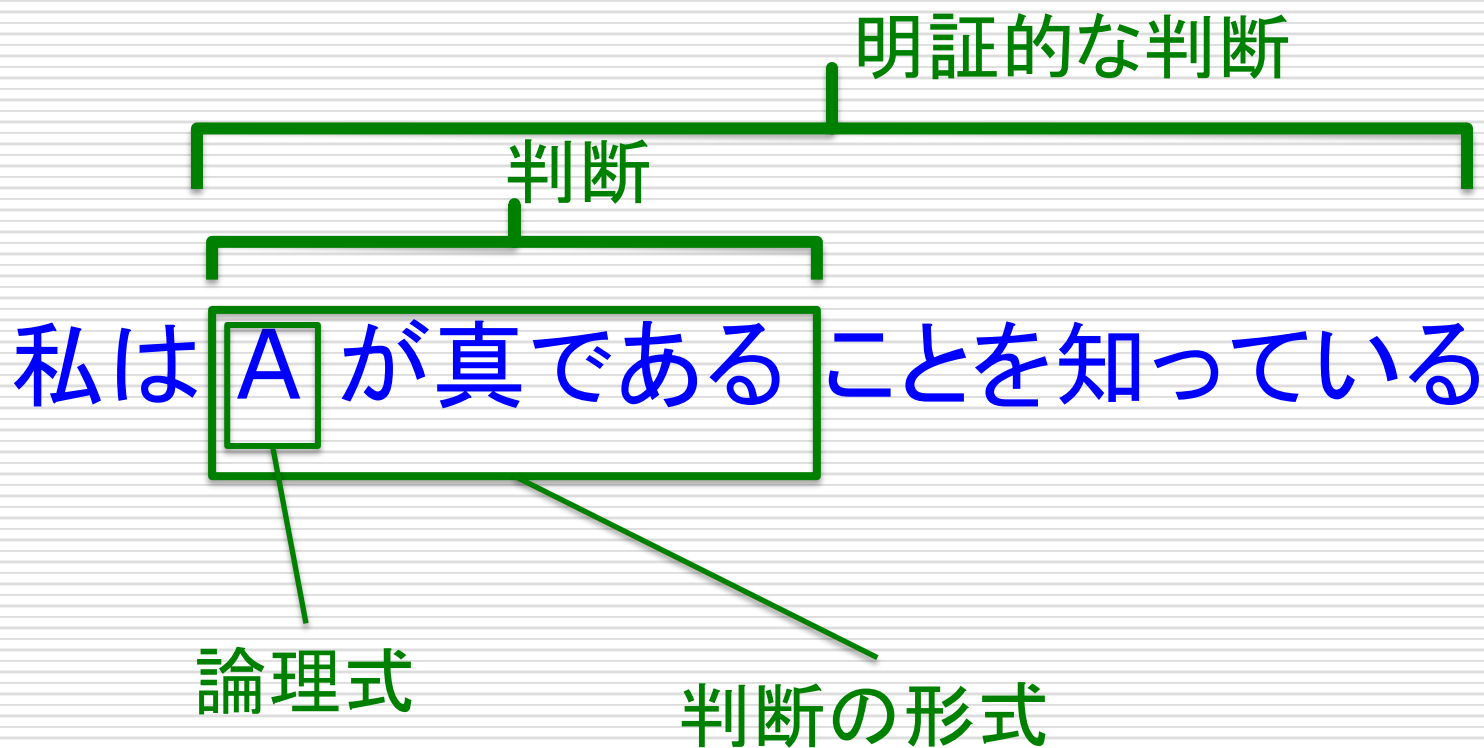 明証的な判断
判断
私は A が真である ことを知っている
論理式
判断の形式